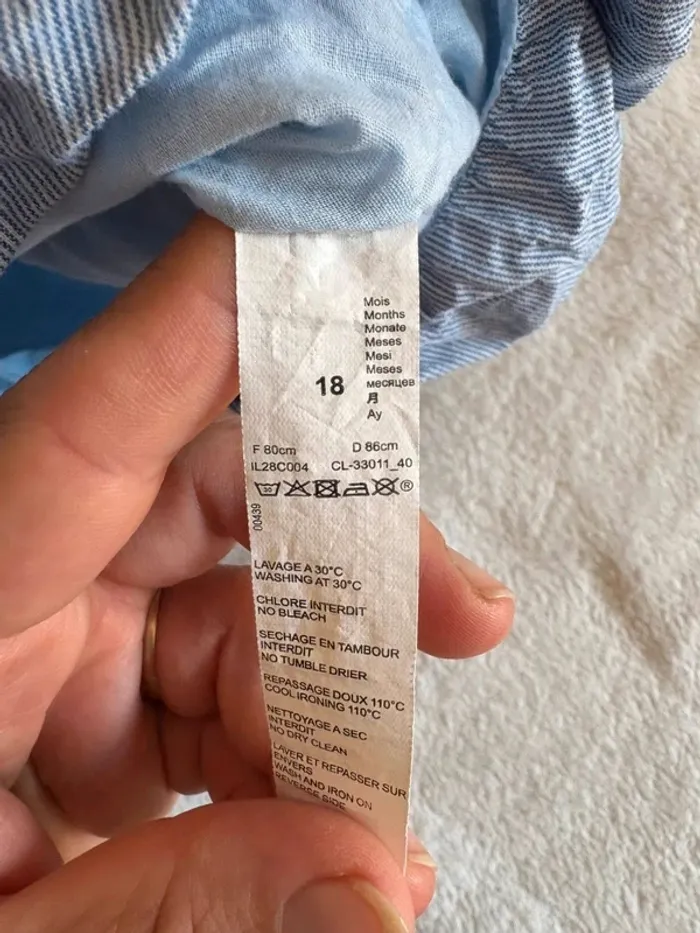 Mois
Months
Monate
Meses
Mesi
Meses
18 месяцев
月
Ay
F 80cm D 86cm
IL28C004 CL-33011_40
30 ®
00439
LAVAGE A 30°C
WASHING AT 30°C
CHLORE INTERDIT
NO BLEACH
SECHAGE EN TAMBOUR
INTERDIT
NO TUMBLE DRIER
REPASSAGE DOUX 110°C
COOL IRONING 110°C
NETTOYAGE A SEC
INTERDIT
NO DRY CLEAN
LAVER ET REPASSER SUR
ENVERS
WASH AND IRON ON
REVERSE SIDE